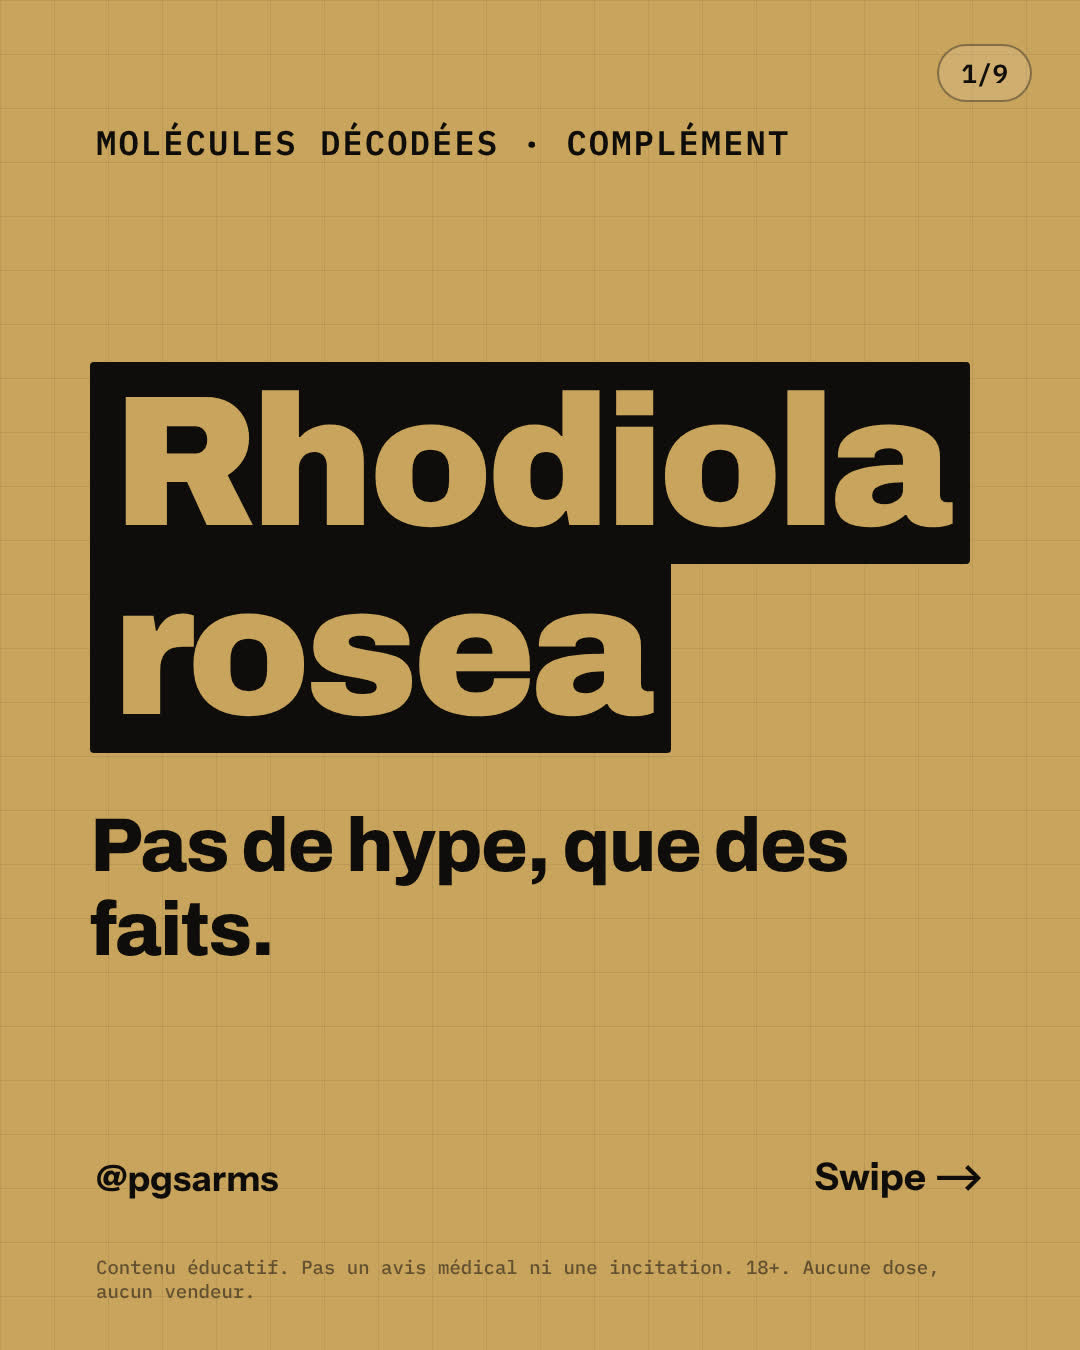 1/9
MOLÉCULES DÉCODÉES · COMPLÉMENT
Rhodiola
rosea
Pas de hype, que des
faits.
@pgsarms
Swipe →
Contenu éducatif. Pas un avis médical ni une incitation. 18+. Aucune dose,
aucun vendeur.